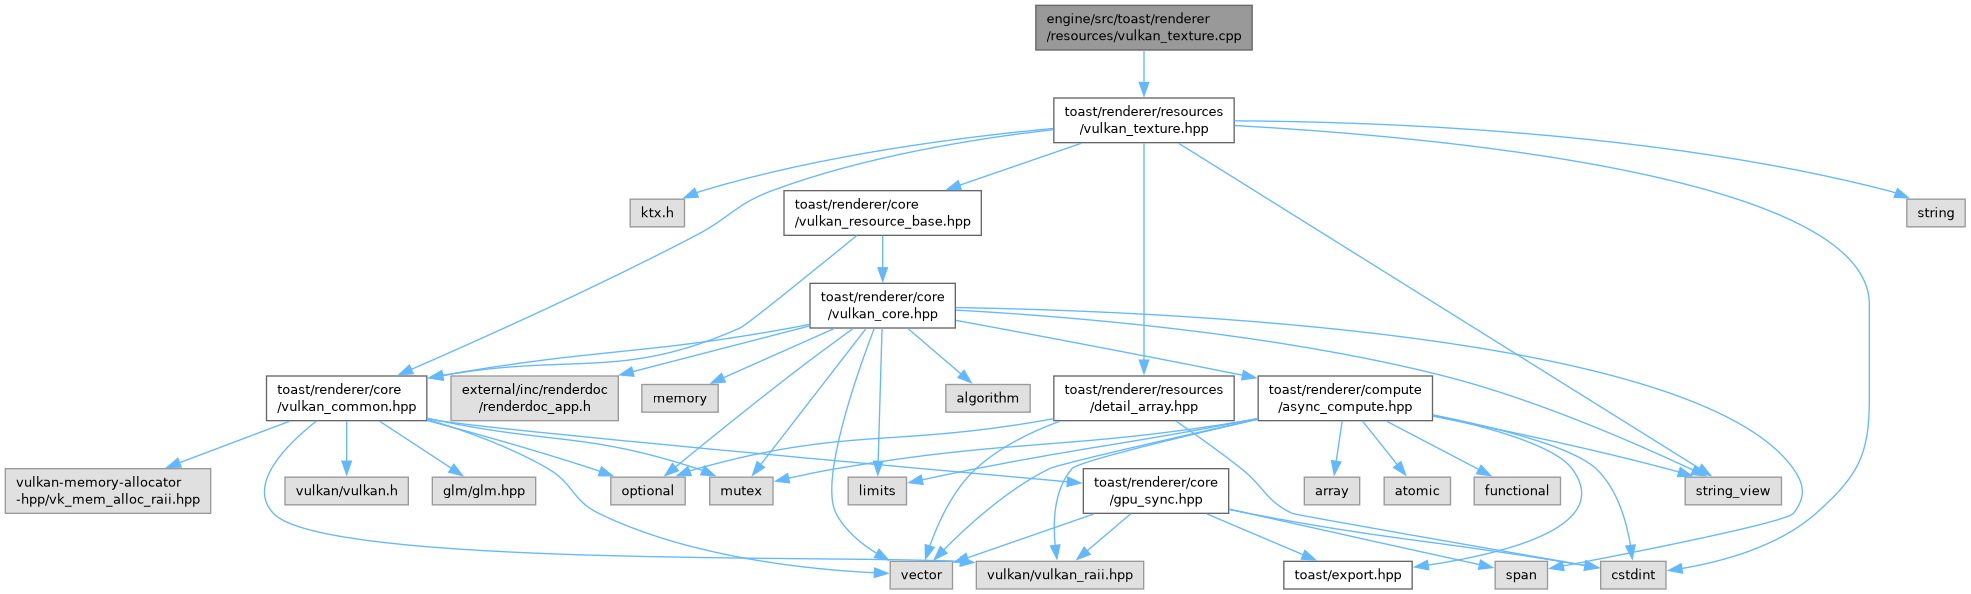 engine/src/toast/renderer
/resources/vulkan_texture.cpp
toast/renderer/resources
/vulkan_texture.hpp
ktx.h
toast/renderer/core
/vulkan_resource_base.hpp
string
toast/renderer/core
/vulkan_core.hpp
toast/renderer/core
/vulkan_common.hpp
external/inc/renderdoc
/renderdoc_app.h
memory
algorithm
toast/renderer/resources
/detail_array.hpp
toast/renderer/compute
/async_compute.hpp
vulkan-memory-allocator
-hpp/vk_mem_alloc_raii.hpp
vulkan/vulkan.h
glm/glm.hpp
optional
mutex
limits
toast/renderer/core
/gpu_sync.hpp
array
atomic
functional
string_view
vector
vulkan/vulkan_raii.hpp
toast/export.hpp
span
cstdint